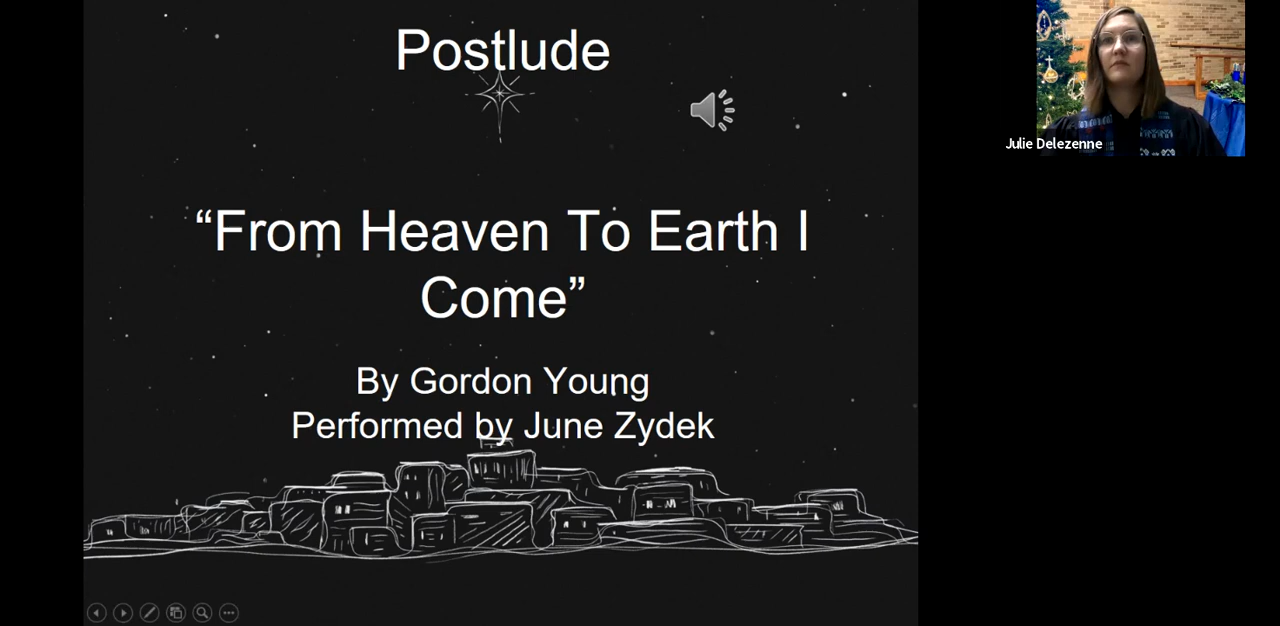 Postlude
“From Heaven To Earth I
Come”
By Gordon Young
Performed by June Zydek
Julie Delezenne